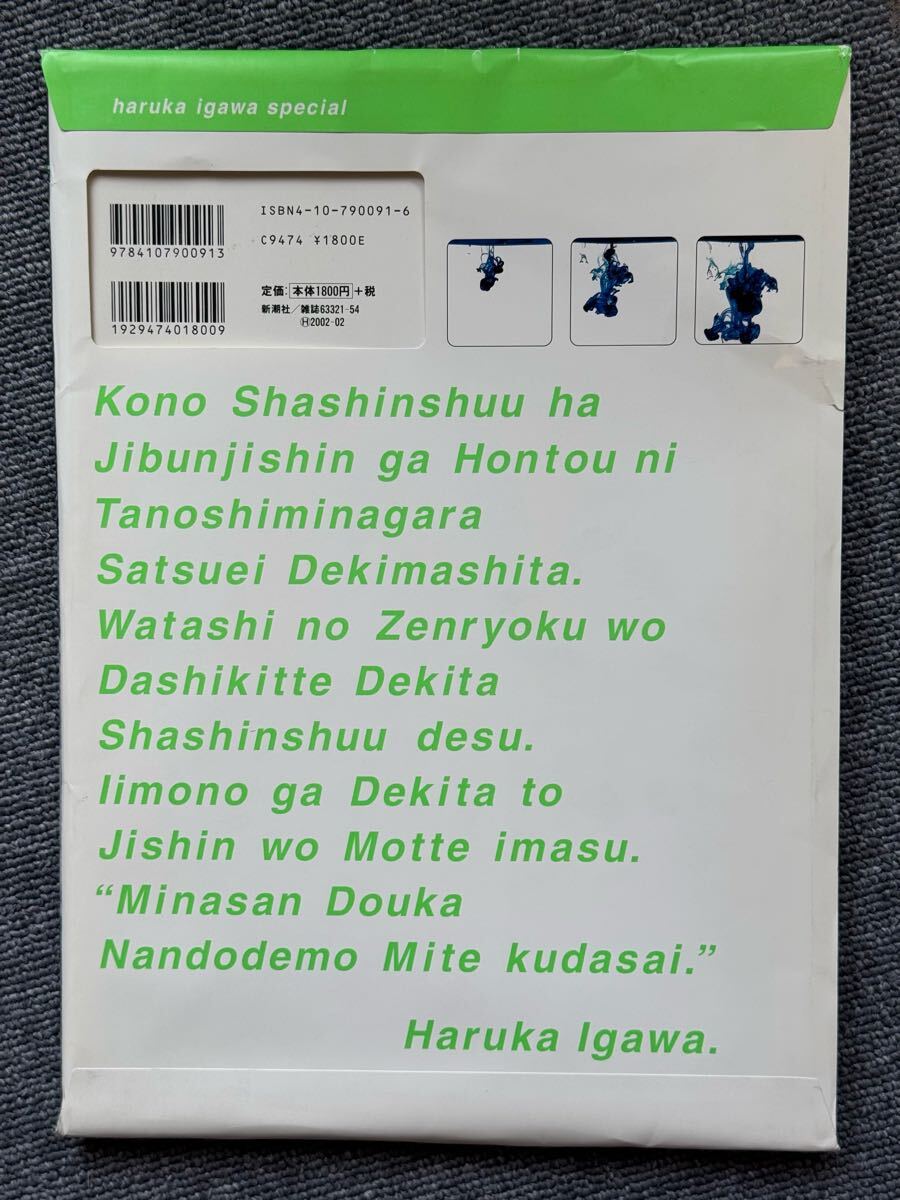 haruka igawa special
ISBN4-10-790091-6
C9474 ¥1800E
9784107900913
定価:本体1800円+税
新潮社/雑誌63321-54
Ⓗ2002-02
1929474018009
Kono Shashinshuu ha
Jibunjishin ga Hontou ni
Tanoshiminagara
Satsuei Dekimashita.
Watashi no Zenryoku wo
Dashikitte Dekita
Shashinshuu desu.
Iimono ga Dekita to
Jishin wo Motte imasu.
“Minasan Douka
Nandodemo Mite kudasai.”
Haruka Igawa.